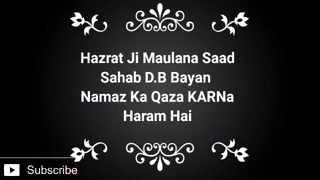 Hazrat Ji Maulana Saad
Sahab D.B Bayan
Namaz Ka Qaza KARNa
Haram Hai
Subscribe